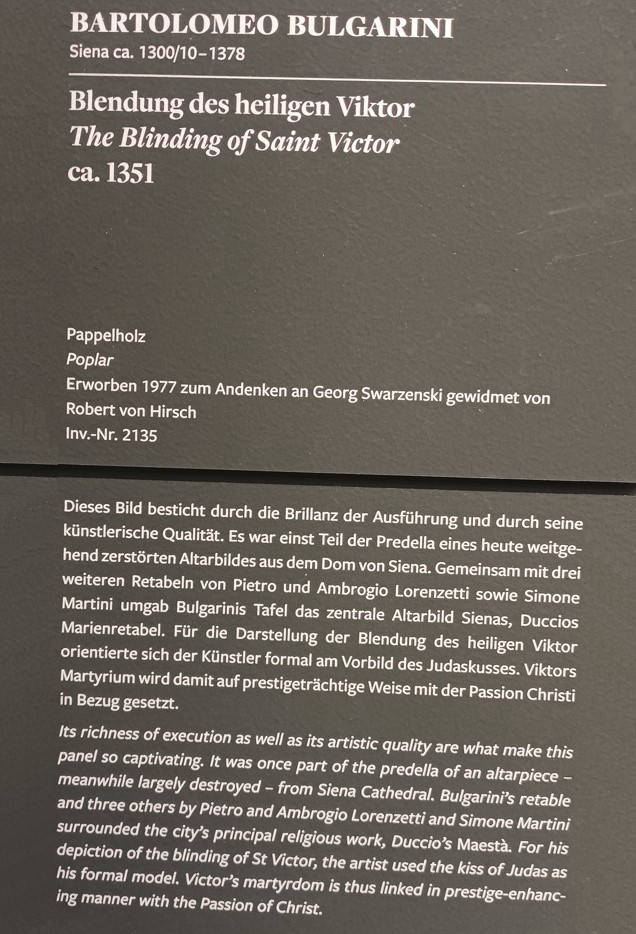 BARTOLOMEO BULGARINI
Siena ca. 1300/10–1378
Blendung des heiligen Viktor
The Blinding of Saint Victor
ca. 1351
Pappelholz
Poplar
Erworben 1977 zum Andenken an Georg Swarzenski gewidmet von
Robert von Hirsch
Inv.-Nr. 2135
Dieses Bild besticht durch die Brillanz der Ausführung und durch seine
künstlerische Qualität. Es war einst Teil der Predella eines heute weitge-
hend zerstörten Altarbildes aus dem Dom von Siena. Gemeinsam mit drei
weiteren Retabeln von Pietro und Ambrogio Lorenzetti sowie Simone
Martini umgab Bulgarinis Tafel das zentrale Altarbild Sienas, Duccios
Marienretabel. Für die Darstellung der Blendung des heiligen Viktor
orientierte sich der Künstler formal am Vorbild des Judaskusses. Viktors
Martyrium wird damit auf prestigeträchtige Weise mit der Passion Christi
in Bezug gesetzt.
Its richness of execution as well as its artistic quality are what make this
panel so captivating. It was once part of the predella of an altarpiece –
meanwhile largely destroyed – from Siena Cathedral. Bulgarini's retable
and three others by Pietro and Ambrogio Lorenzetti and Simone Martini
surrounded the city's principal religious work, Duccio's Maestà. For his
depiction of the blinding of St Victor, the artist used the kiss of Judas as
his formal model. Victor's martyrdom is thus linked in prestige-enhanc-
ing manner with the Passion of Christ.